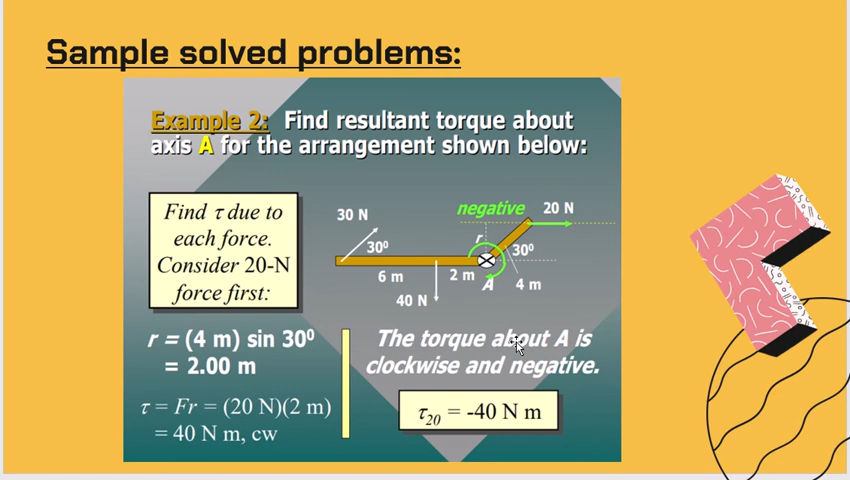 Sample solved problems:
Example 2: Find resultant torque about
axis A for the arrangement shown below:
Find τ due to
each force.
Consider 20-N
force first:
negative
20 N
30 N
r
30⁰
30⁰
6 m
2 m
A
4 m
40 N
r = (4 m) sin 30⁰
= 2.00 m
τ = Fr = (20 N)(2 m)
= 40 N m, cw
The torque about A is
clockwise and negative.
τ₂₀ = -40 N m